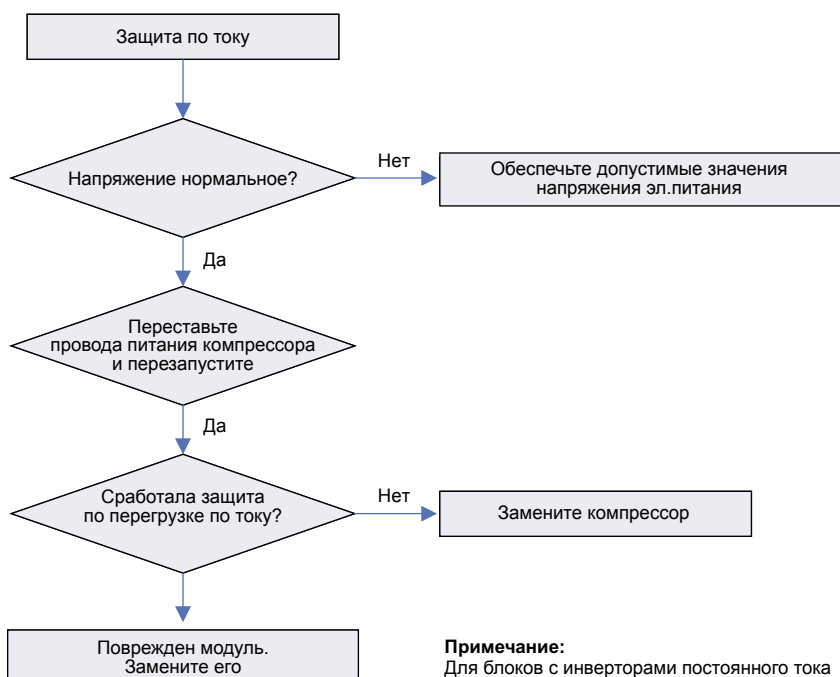 Защита по току
Напряжение нормальное?
Нет
Обеспечьте допустимые значения
напряжения эл.питания
Да
Переставьте
провода питания компрессора
и перезапустите
Да
Сработала защита
по перегрузке по току?
Нет
Замените компрессор
Поврежден модуль.
Замените его
Примечание:
Для блоков с инверторами постоянного тока